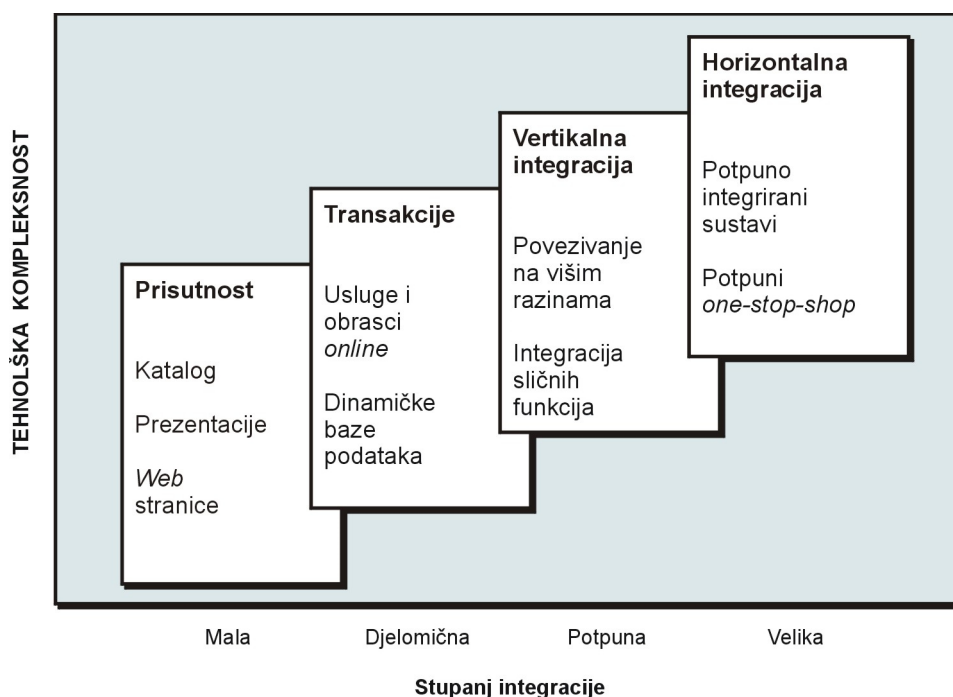 TEHNOLŠKA KOMPLEKSNOST
Prisutnost
Katalog
Prezentacije
Web
stranice
Transakcije
Usluge i
obrasci
online
Dinamičke
baze
podataka
Vertikalna
integracija
Povezivanje
na višim
razinama
Integracija
sličnih
funkcija
Horizontalna
integracija
Potpuno
integrirani
sustavi
Potpuni
one-stop-shop
Mala
Djelomična
Potpuna
Velika
Stupanj integracije